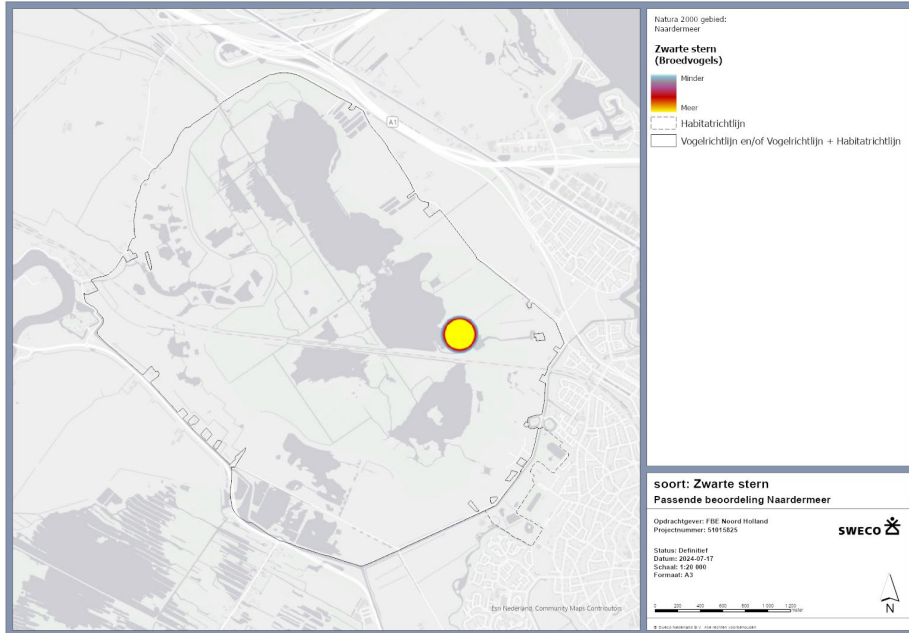 A1
Esri Nederland, Community Maps Contributors
Natura 2000 gebied:
Naardermeer
Zwarte stern
(Broedvogels)
Minder
Meer
Habitatrichtlijn
Vogelrichtlijn en/of Vogelrichtlijn + Habitatrichtlijn
soort: Zwarte stern
Passende beoordeling Naardermeer
Opdrachtgever: FBE Noord Holland
Projectnummer: 51015825
SWECO
Status: Definitief
Datum: 2024-07-17
Schaal: 1:20 000
Formaat: A3
0 200 400 600 800 1.000 1.200
Meter
N
© Sweco Nederland B.V. Alle rechten voorbehouden